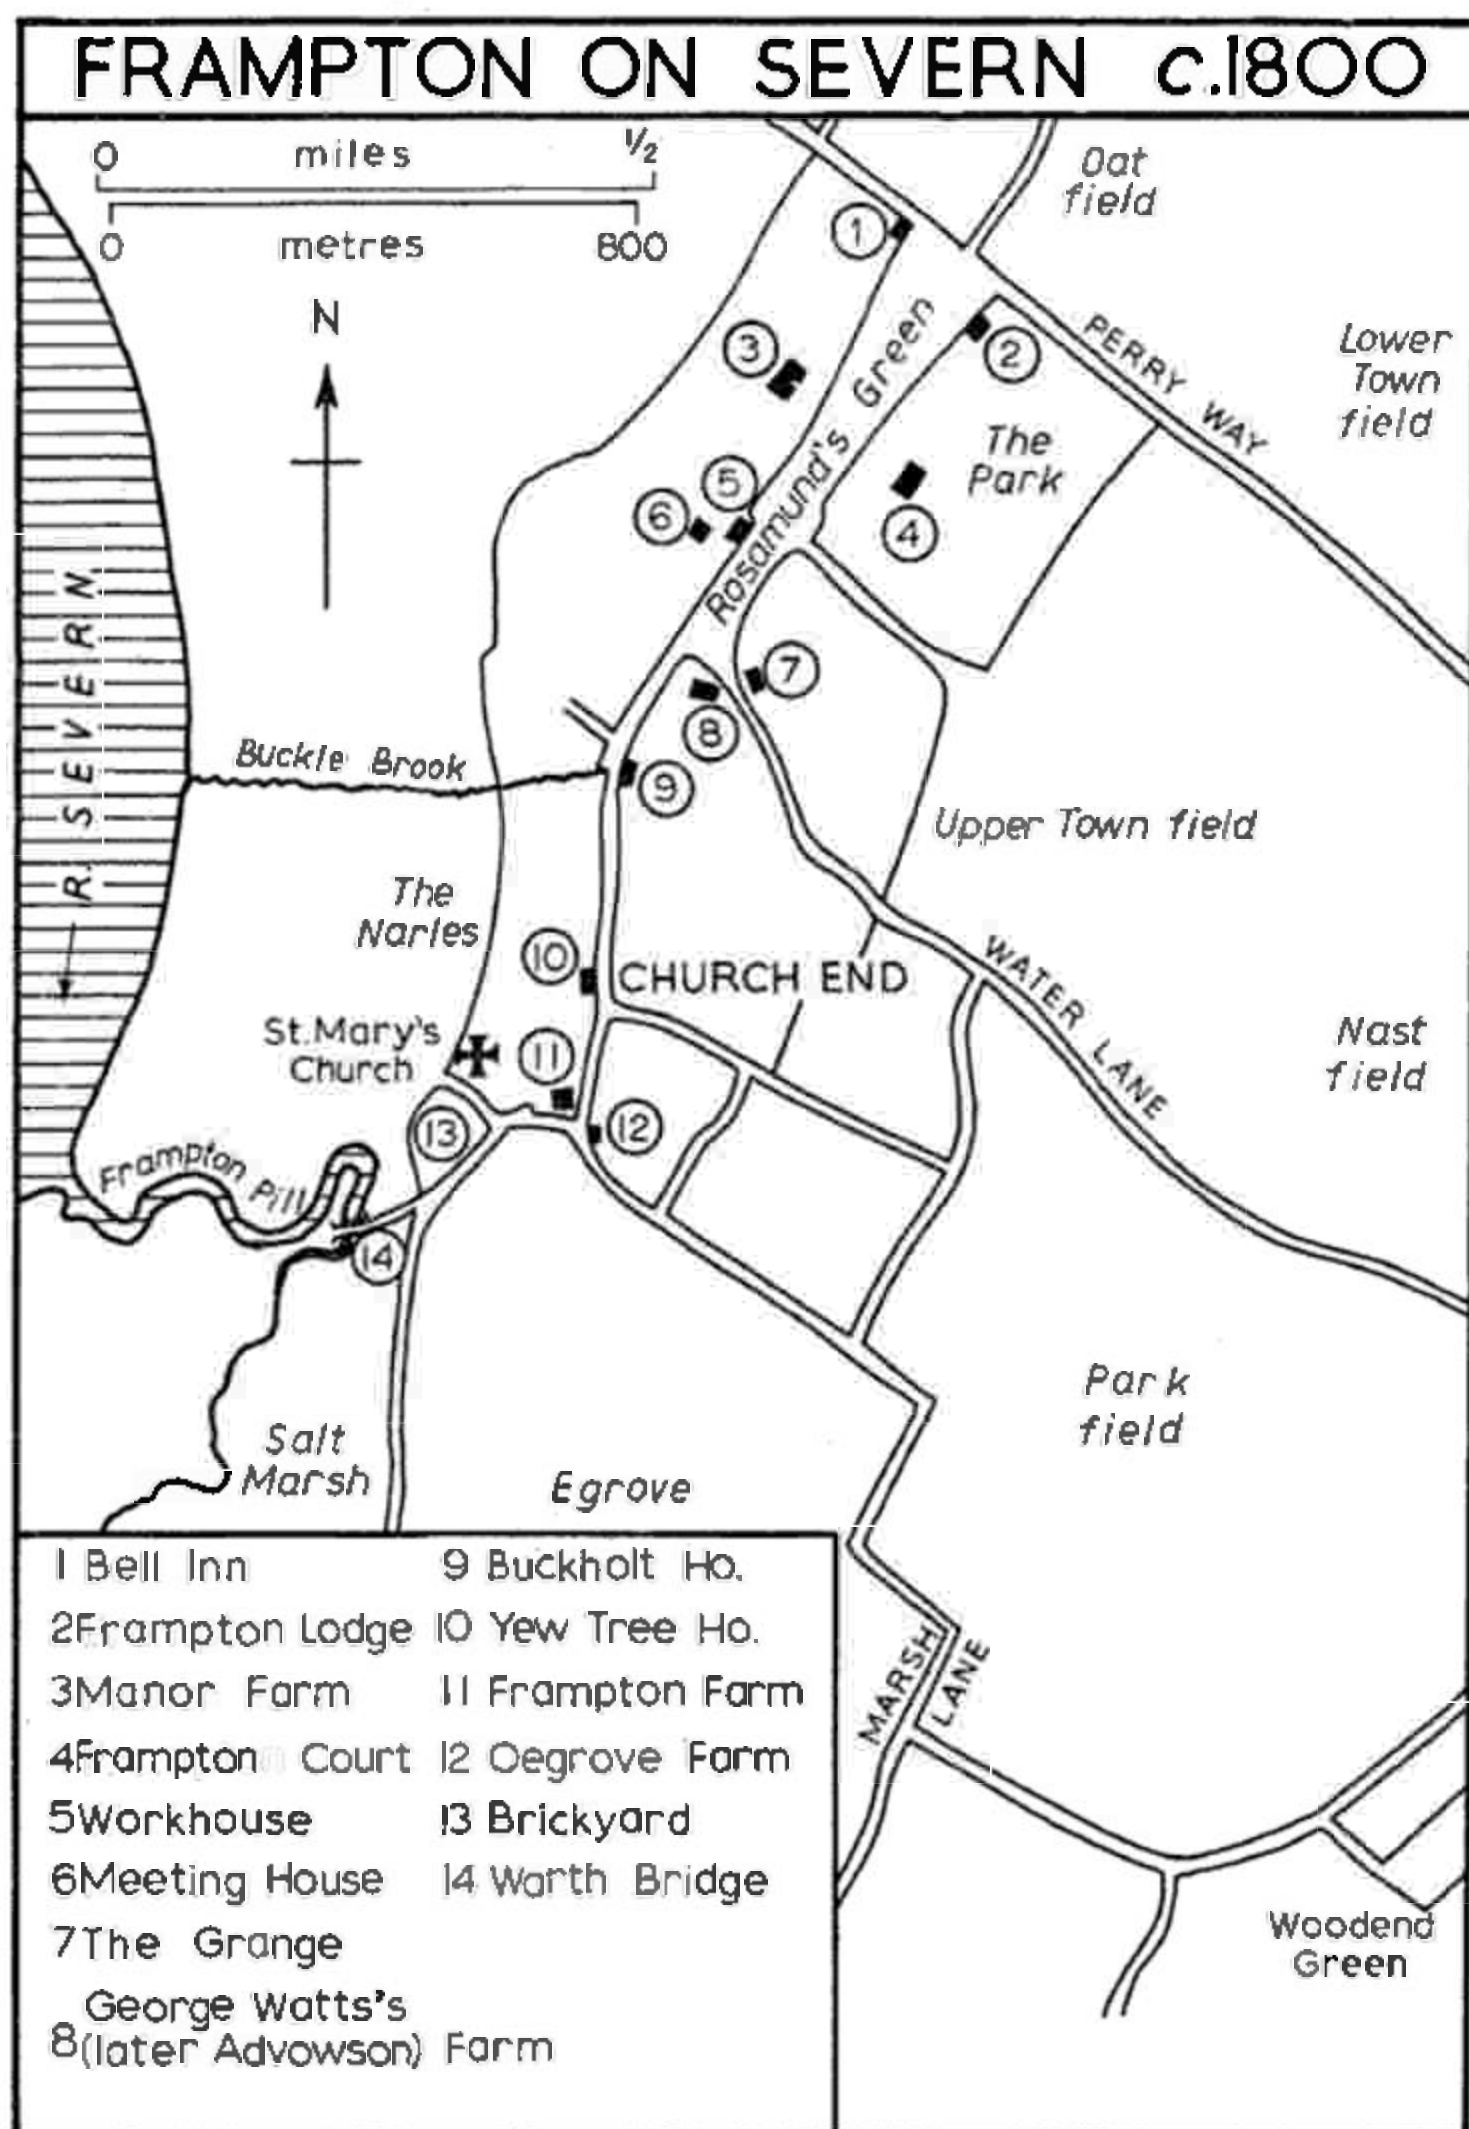 FRAMPTON ON SEVERN c.1800
0 miles 1/2
0 metres 800
N
Oat
field
1
2
3
PERRY WAY
Lower
Town
field
Rosamund's Green
The
Park
4
5
6
R. SEVERN
7
8
9
Buckle Brook
Upper Town field
The
Narles
10
CHURCH END
WATER LANE
St. Mary's
Church
11
12
13
Nast
field
Frampton Pill
14
Park
field
Salt
Marsh
Egrove
MARSH
LANE
Woodend
Green
1 Bell Inn
2 Frampton Lodge
3 Manor Farm
4 Frampton Court
5 Workhouse
6 Meeting House
7 The Grange
George Watts's
8 (later Advowson) Farm
9 Buckholt Ho.
10 Yew Tree Ho.
11 Frampton Farm
12 Oegrove Farm
13 Brickyard
14 Warth Bridge